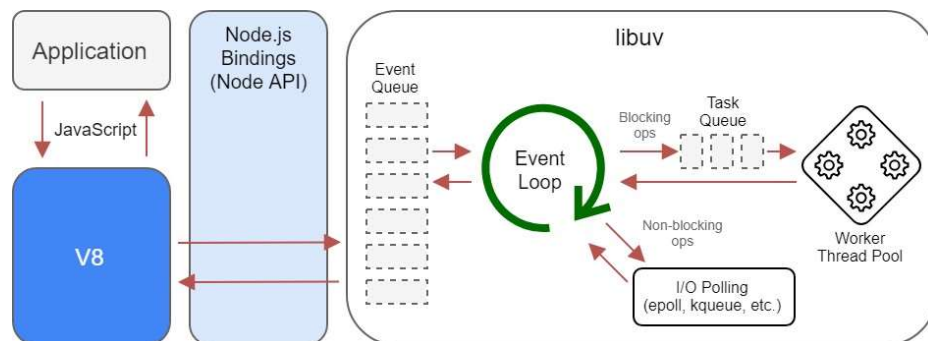 Application
JavaScript
V8
Node.js
Bindings
(Node API)
libuv
Event
Queue
Event
Loop
Blocking
ops
Task
Queue
Worker
Thread Pool
Non-blocking
ops
I/O Polling
(epoll, kqueue, etc.)